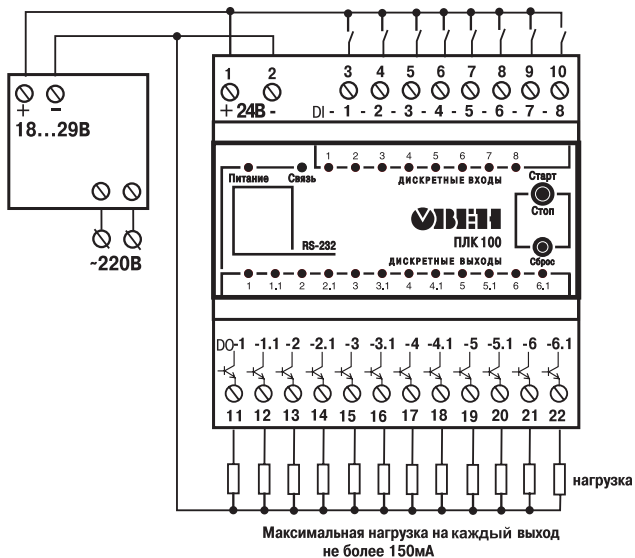 1 2 3 4 5 6 7 8 9 10
+ -
18...29В
+ 24В - DI - 1 - 2 - 3 - 4 - 5 - 6 - 7 - 8
~220В
1 2 3 4 5 6 7 8
Питание Связь ДИСКРЕТНЫЕ ВХОДЫ Старт
Стоп
ОВЕН
ПЛК 100
RS-232
ДИСКРЕТНЫЕ ВЫХОДЫ Сброс
1 1.1 2 2.1 3 3.1 4 4.1 5 5.1 6 6.1
DO-1 -1.1 -2 -2.1 -3 -3.1 -4 -4.1 -5 -5.1 -6 -6.1
11 12 13 14 15 16 17 18 19 20 21 22
нагрузка
Максимальная нагрузка на каждый выход
не более 150мА